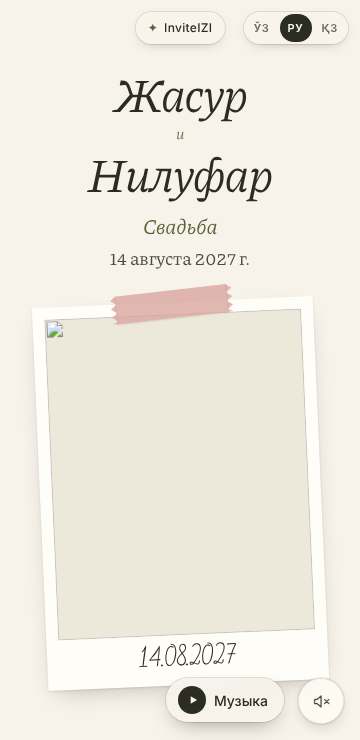 InviteIZI
ЎЗ РУ ҚЗ
Жасур
и
Нилуфар
Свадьба
14 августа 2027 г.
14.08.2027
Музыка